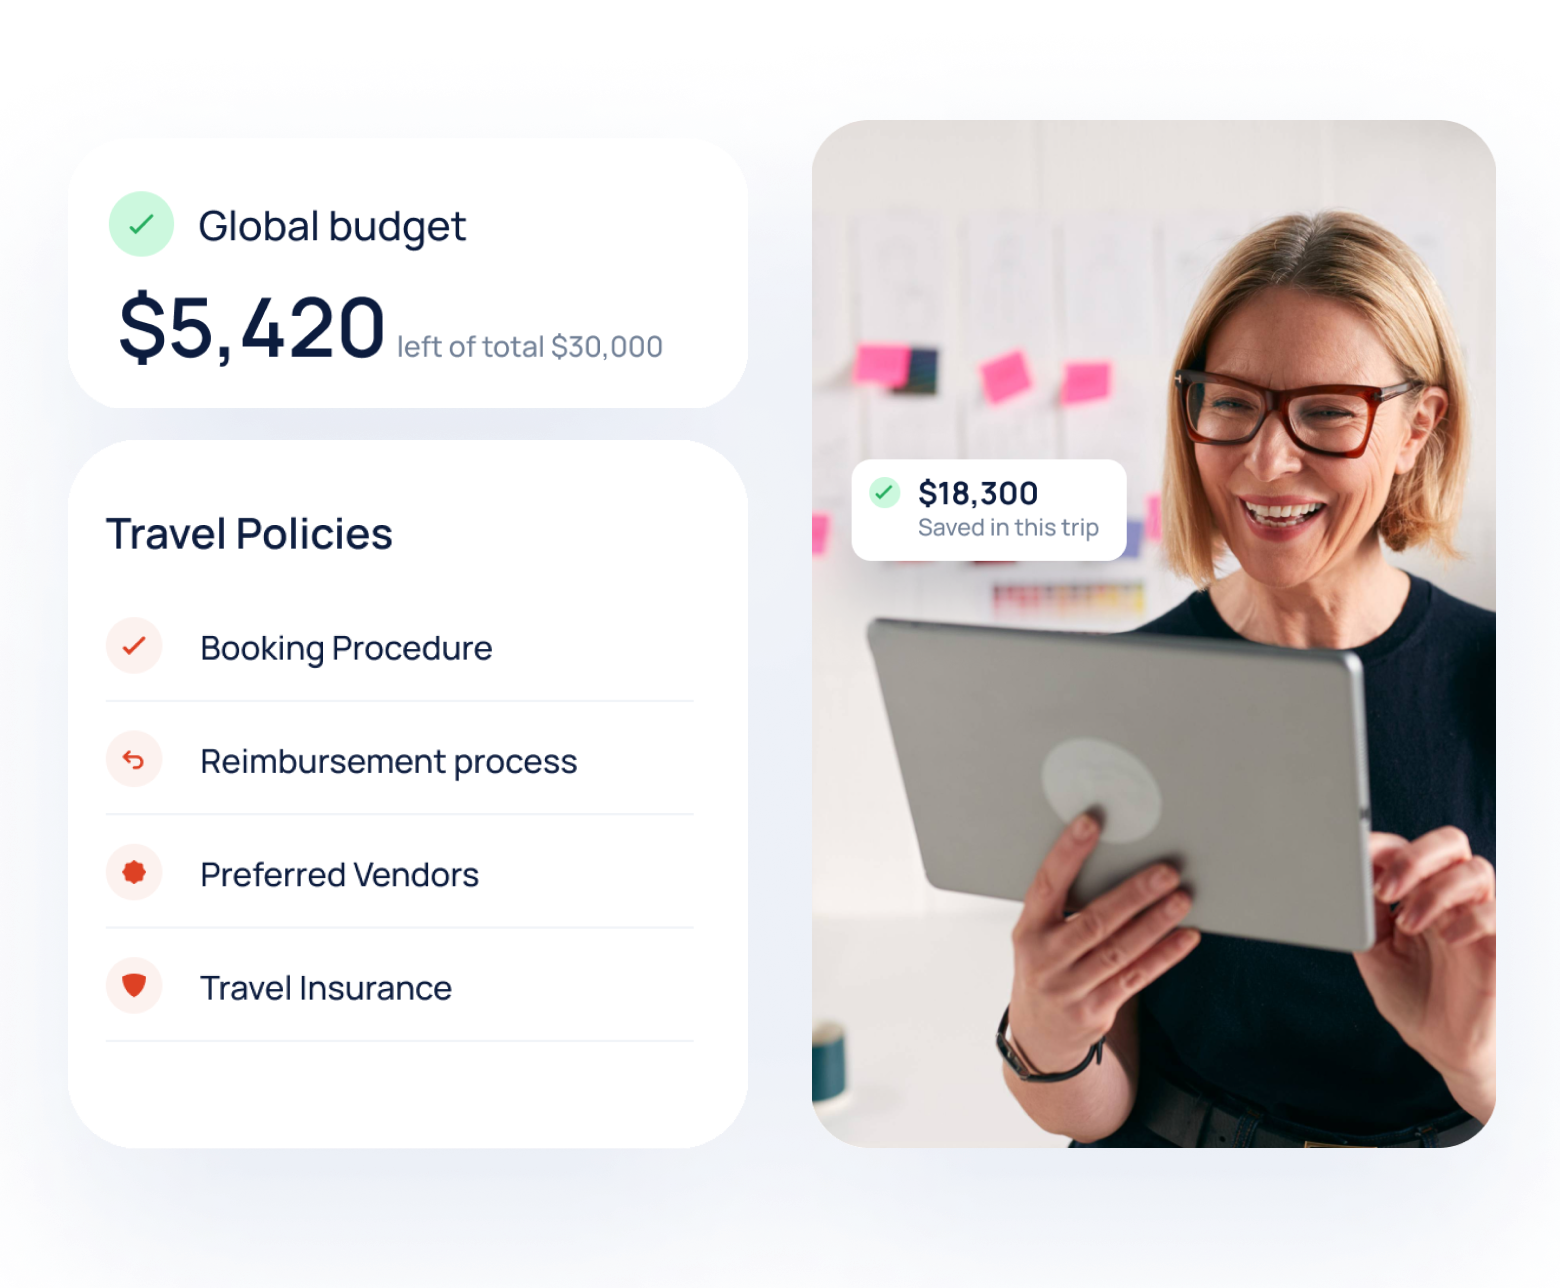 Global budget
$5,420 left of total $30,000
Travel Policies
Booking Procedure
Reimbursement process
Preferred Vendors
Travel Insurance
$18,300
Saved in this trip